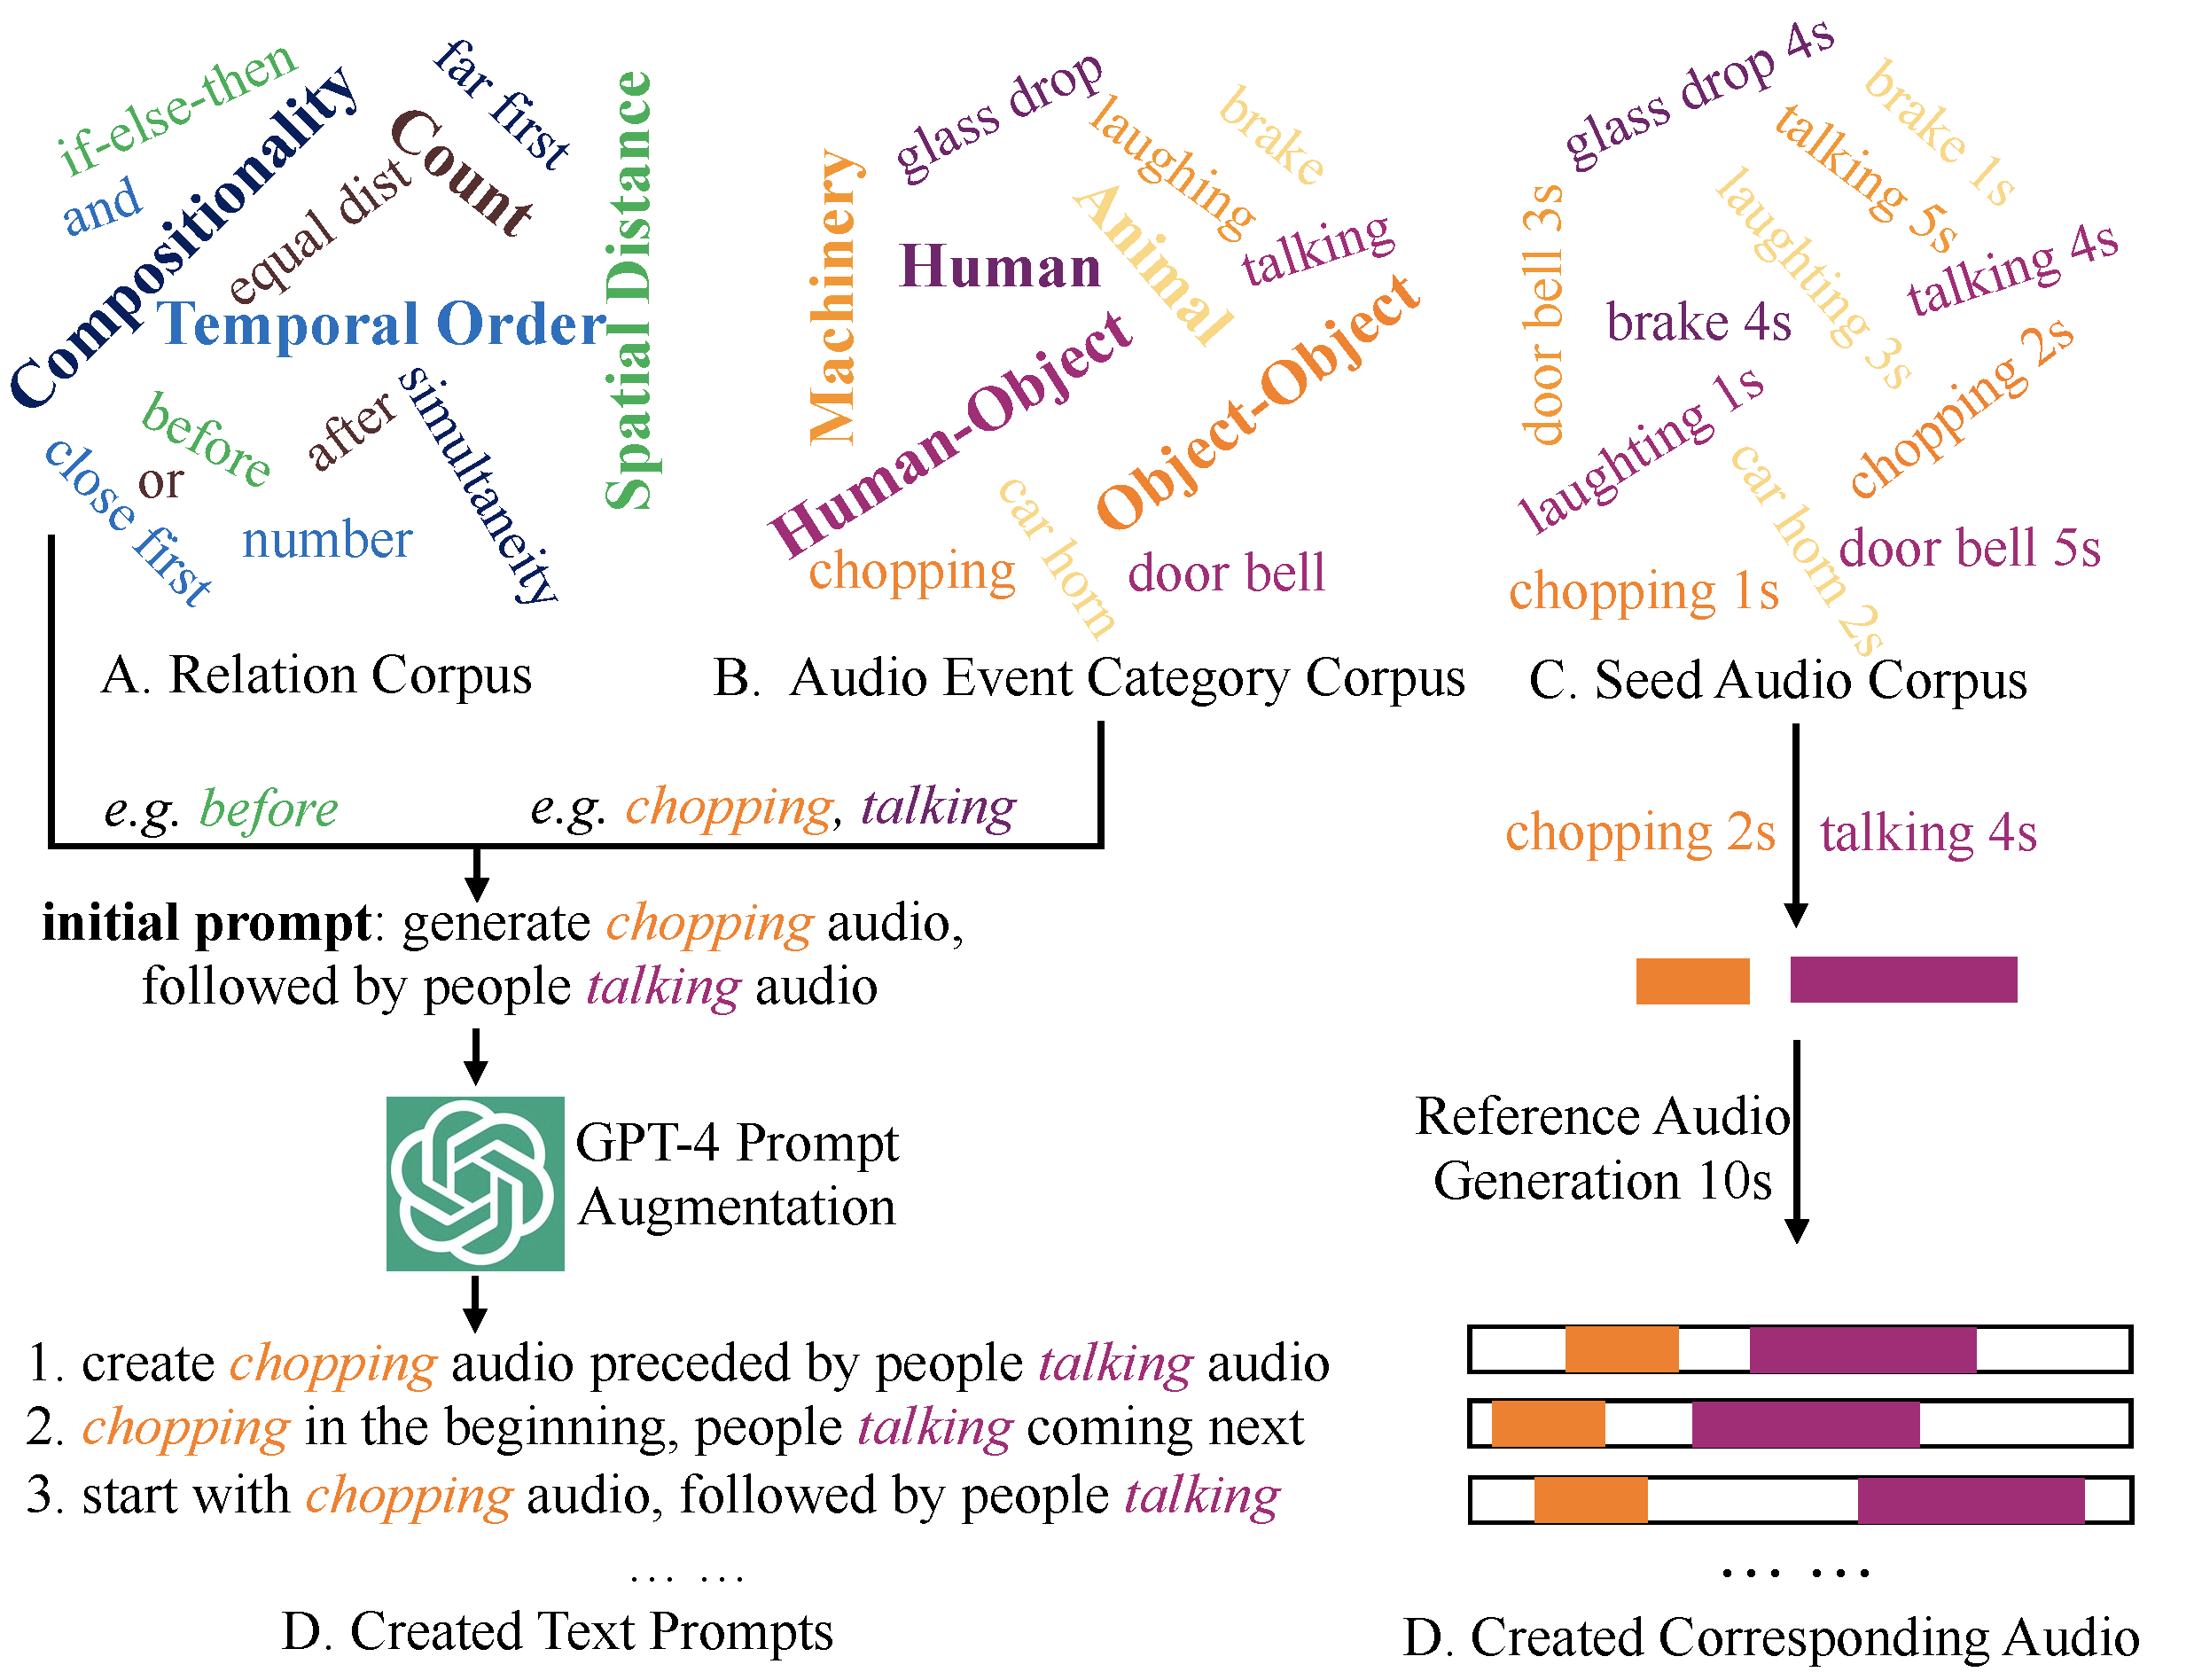 if-else-then
far first
Compositionality
Count
and
equal dist
Spatial Distance
Temporal Order
before
after
simultaneity
close first
or
number
A. Relation Corpus
glass drop
brake
laughing
Machinery
Animal
talking
Human
Human-Object
Object-Object
car horn
chopping
door bell
B. Audio Event Category Corpus
glass drop 4s
brake 1s
talking 5s
door bell 3s
laughting 3s
talking 4s
brake 4s
chopping 2s
laughting 1s
car horn 2s
door bell 5s
chopping 1s
C. Seed Audio Corpus
e.g. before
e.g. chopping, talking
chopping 2s
talking 4s
initial prompt: generate chopping audio,
followed by people talking audio
GPT-4 Prompt
Augmentation
Reference Audio
Generation 10s
1. create chopping audio preceded by people talking audio
2. chopping in the beginning, people talking coming next
3. start with chopping audio, followed by people talking
... ...
D. Created Text Prompts
... ...
D. Created Corresponding Audio